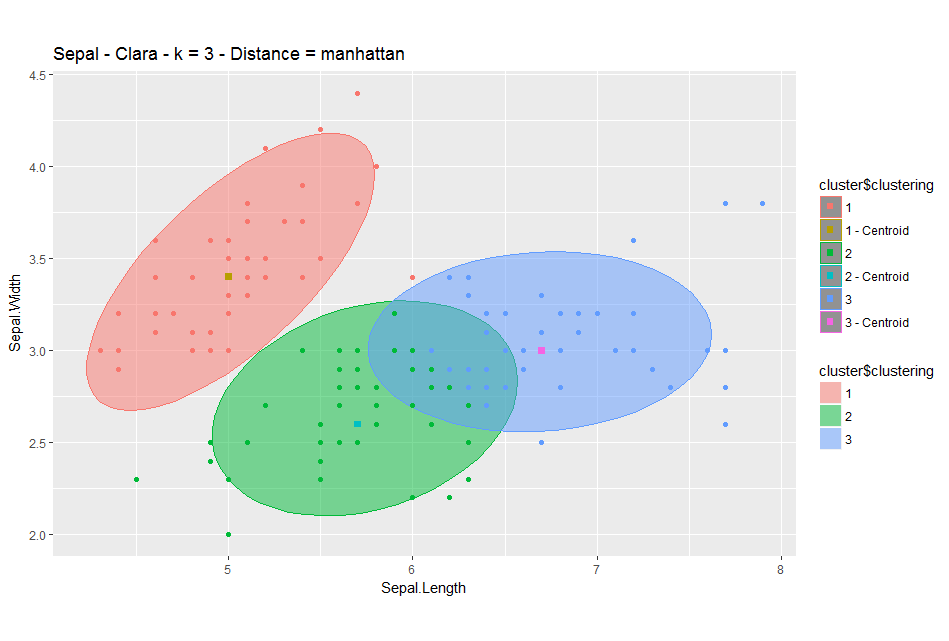 Sepal - Clara - k = 3 - Distance = manhattan
4.5
4.0
3.5
3.0
2.5
2.0
Sepal.Width
5
6
7
8
Sepal.Length
cluster$clustering
1
1 - Centroid
2
2 - Centroid
3
3 - Centroid
cluster$clustering
1
2
3